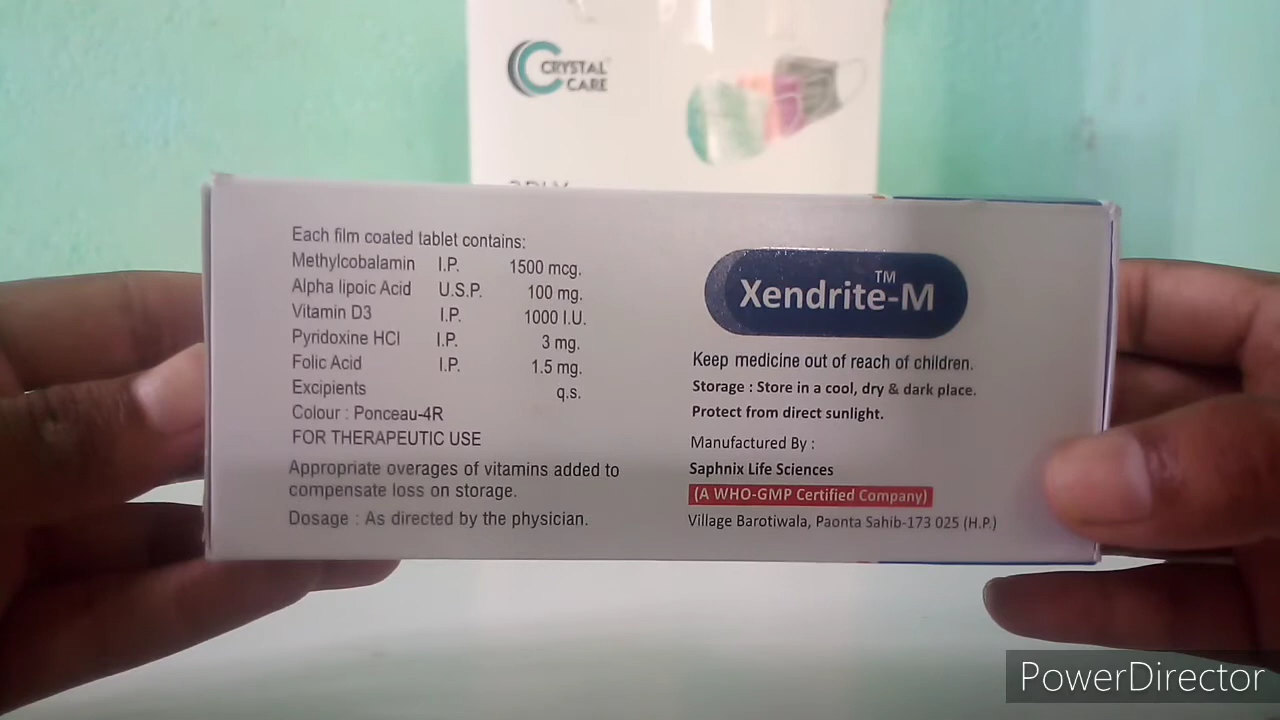 CRYSTAL
CARE
Each film coated tablet contains:
Methylcobalamin I.P. 1500 mcg.
Alpha lipoic Acid U.S.P. 100 mg.
Vitamin D3 I.P. 1000 I.U.
Pyridoxine HCl I.P. 3 mg.
Folic Acid I.P. 1.5 mg.
Excipients q.s.
Colour : Ponceau-4R
FOR THERAPEUTIC USE
Appropriate overages of vitamins added to
compensate loss on storage.
Dosage : As directed by the physician.
Xendrite-M™
Keep medicine out of reach of children.
Storage : Store in a cool, dry & dark place.
Protect from direct sunlight.
Manufactured By :
Saphnix Life Sciences
(A WHO-GMP Certified Company)
Village Barotiwala, Paonta Sahib-173 025 (H.P.)
PowerDirector